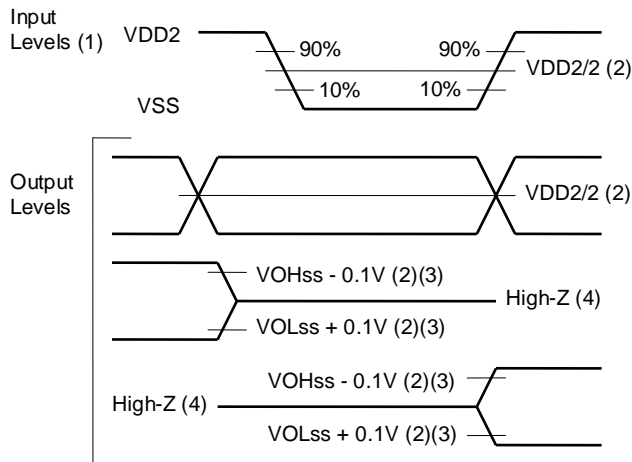 Input
Levels (1)
VDD2
90%
90%
VDD2/2 (2)
10%
10%
VSS
Output
Levels
VDD2/2 (2)
VOHss - 0.1V (2)(3)
High-Z (4)
VOLss + 0.1V (2)(3)
VOHss - 0.1V (2)(3)
High-Z (4)
VOLss + 0.1V (2)(3)